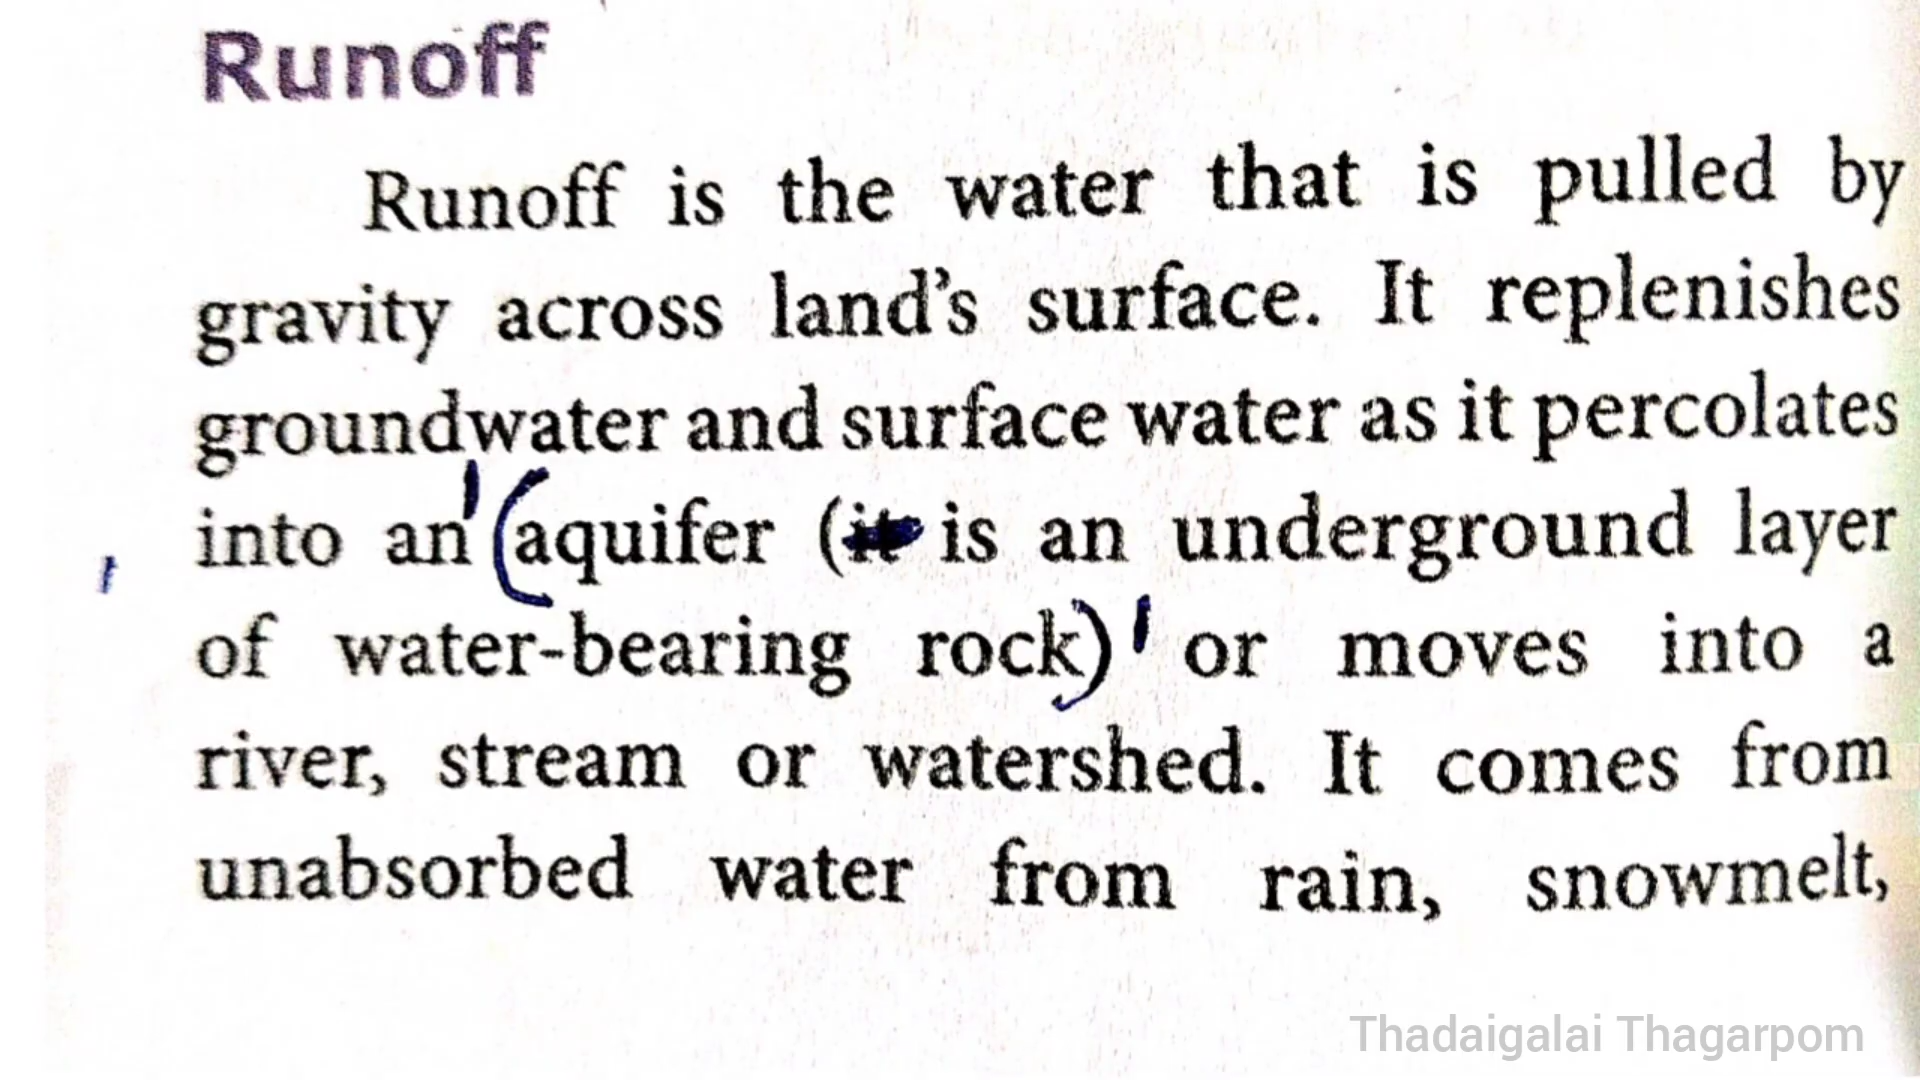 Runoff
Runoff is the water that is pulled by
gravity across land's surface. It replenishes
groundwater and surface water as it percolates
into an (aquifer (it is an underground layer
of water-bearing rock) or moves into a
river, stream or watershed. It comes from
unabsorbed water from rain, snowmelt,
Thadaigalai Thagarpom